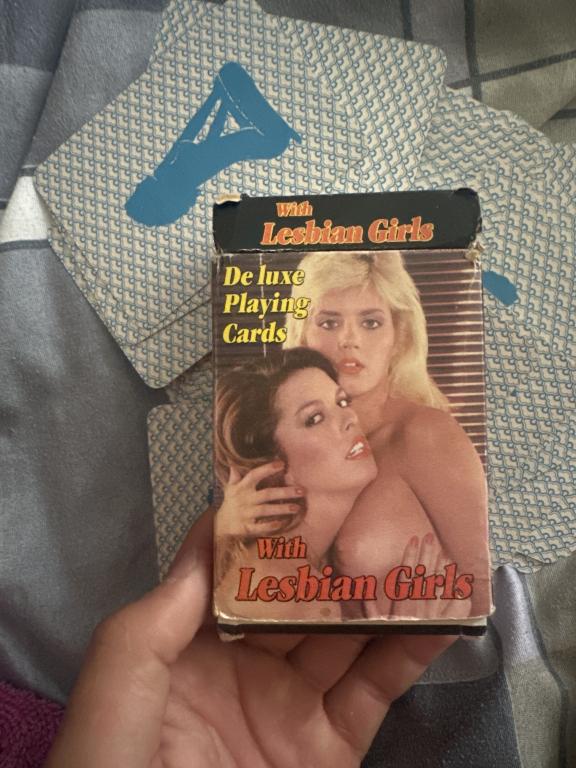 With
Lesbian Girls
De luxe
Playing
Cards
With
Lesbian Girls